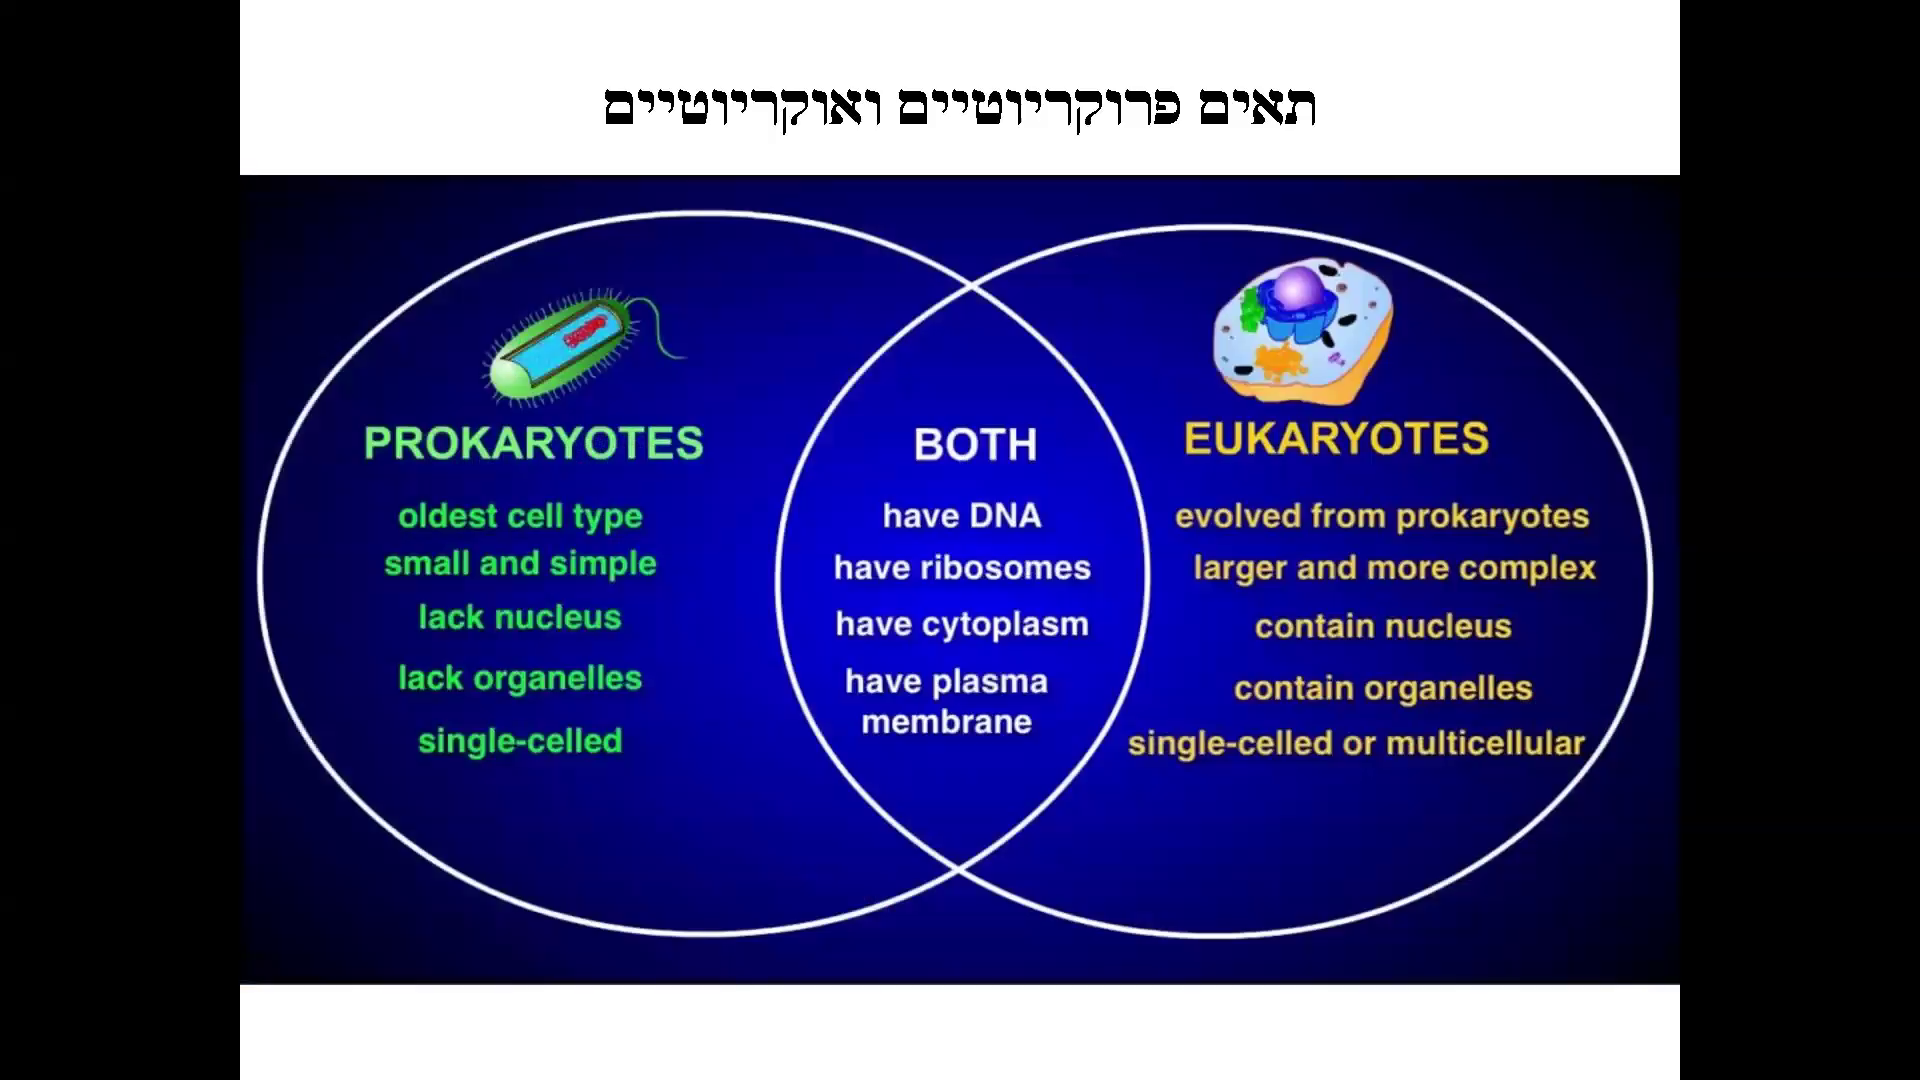 תאים פרוקריוטיים ואוקריוטיים
PROKARYOTES
oldest cell type
small and simple
lack nucleus
lack organelles
single-celled
BOTH
have DNA
have ribosomes
have cytoplasm
have plasma
membrane
EUKARYOTES
evolved from prokaryotes
larger and more complex
contain nucleus
contain organelles
single-celled or multicellular